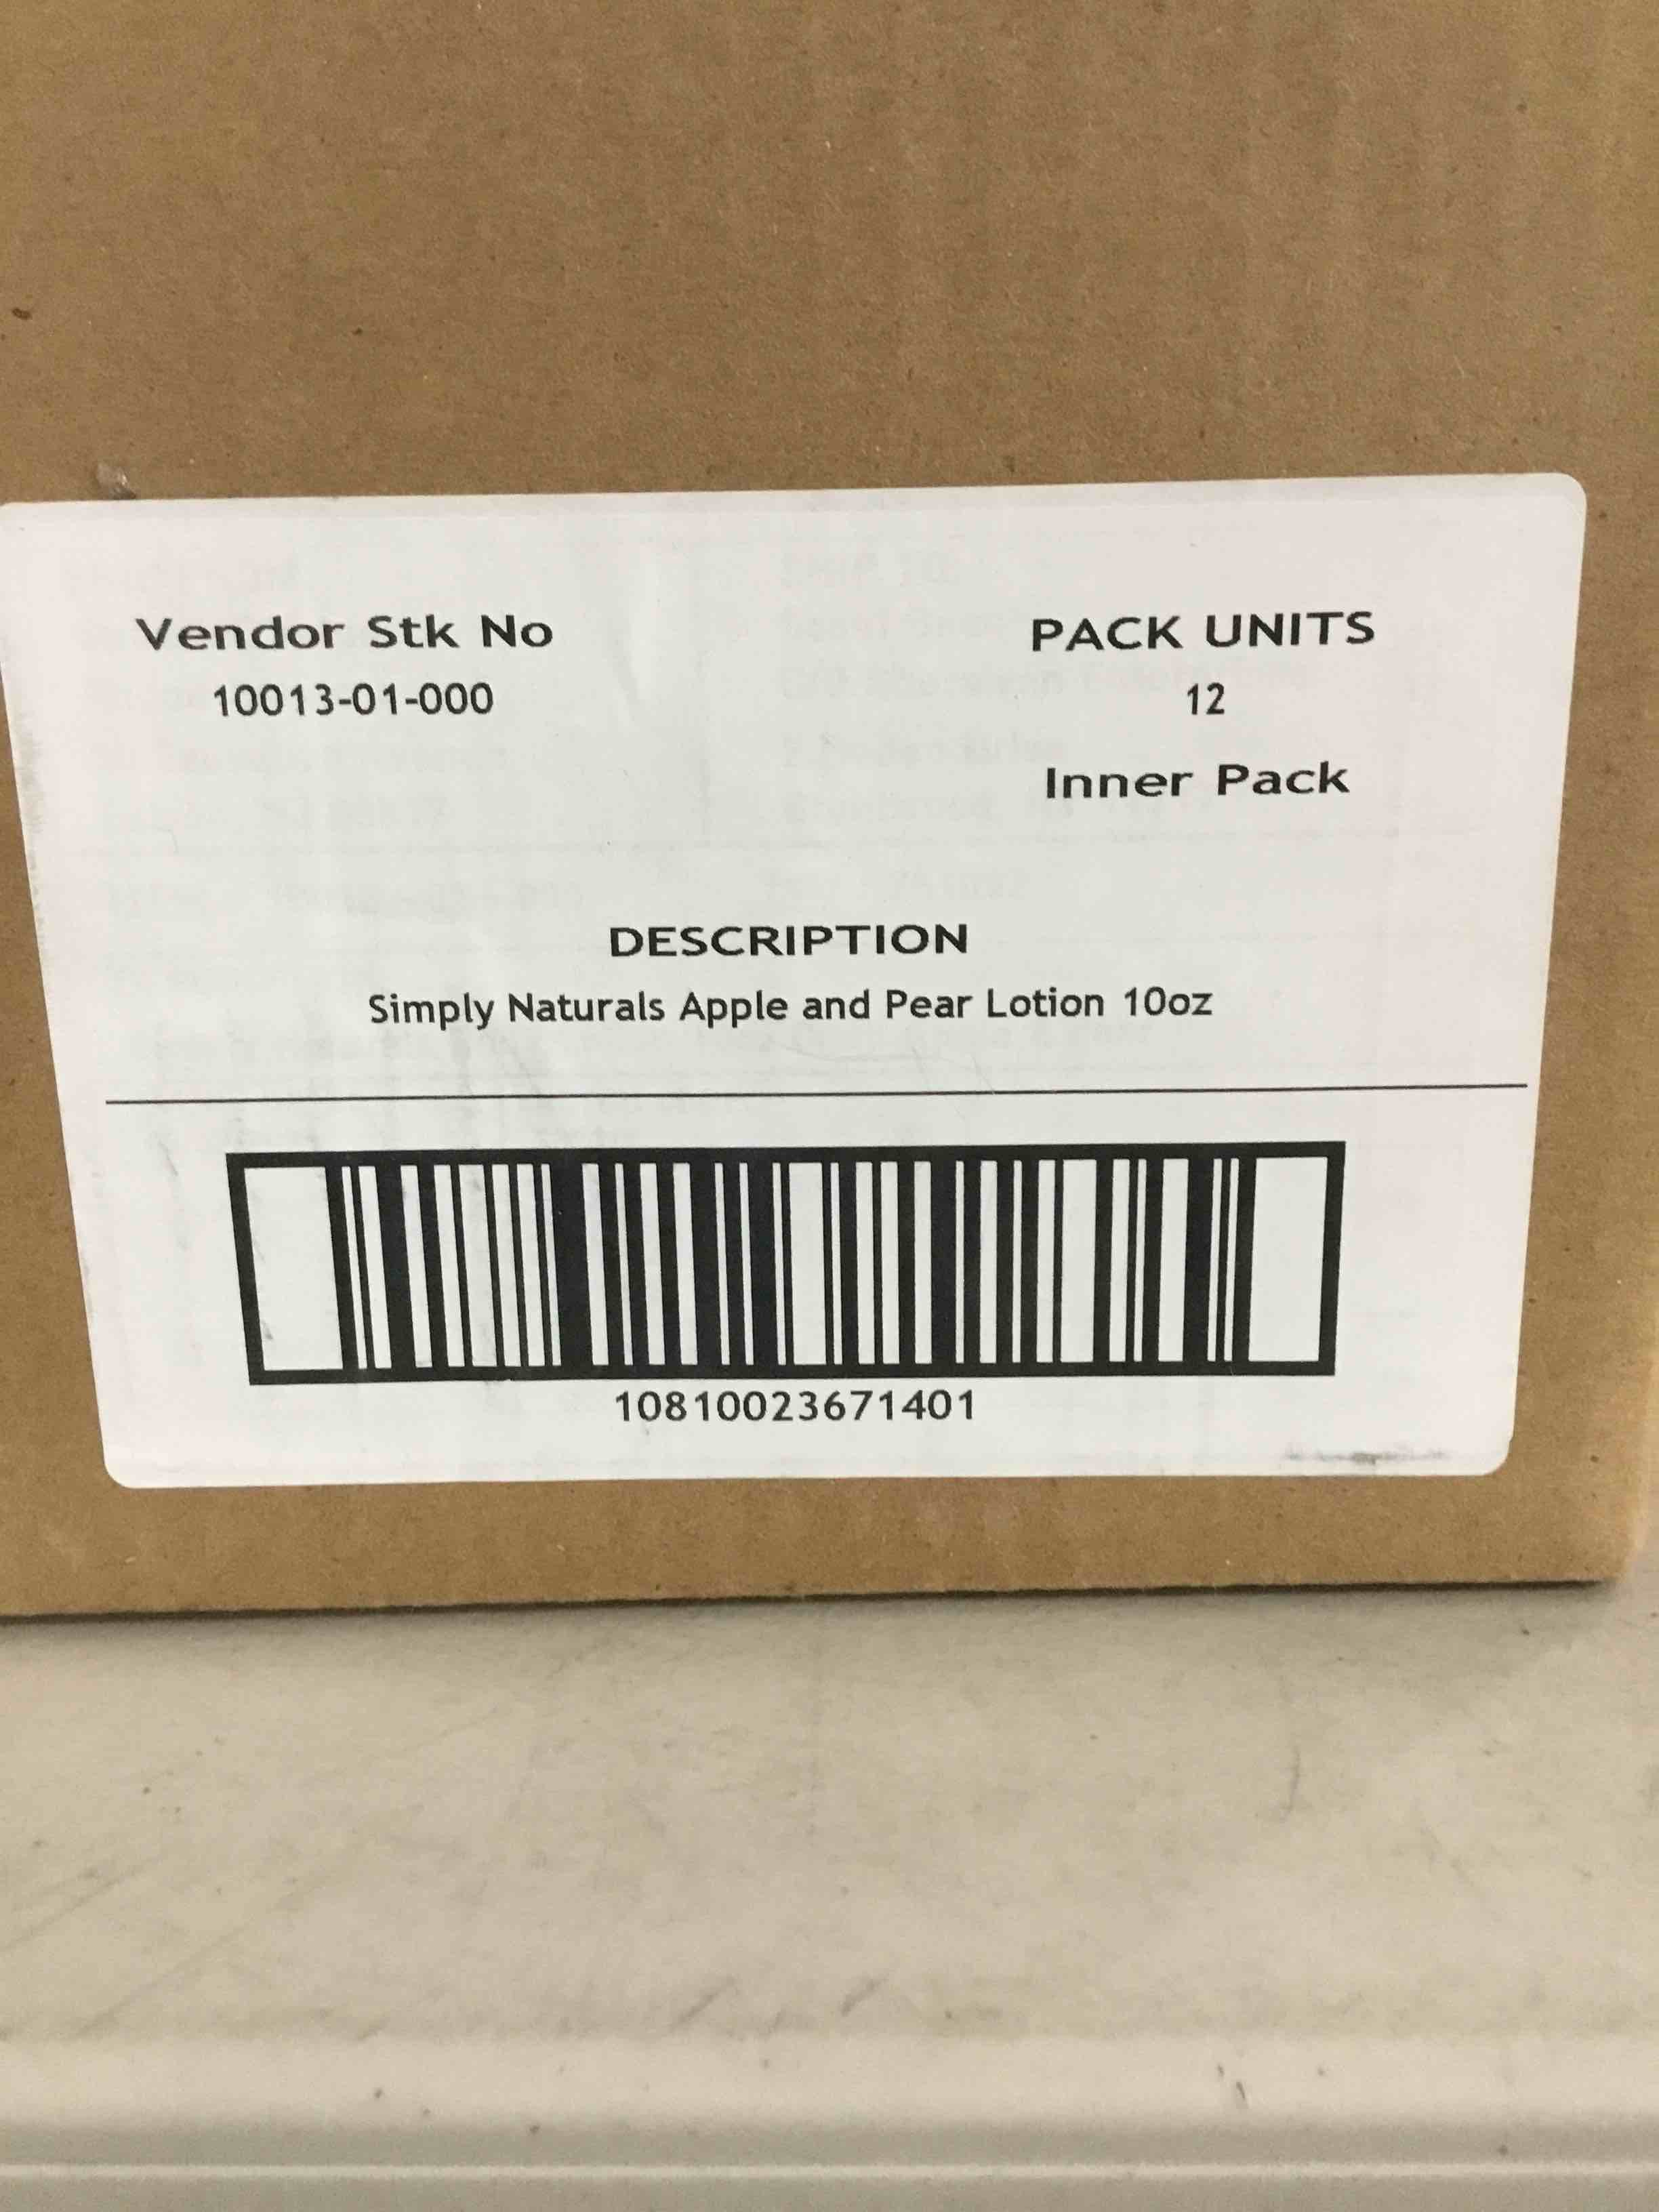 Vendor Stk No
10013-01-000
PACK UNITS
12
Inner Pack
DESCRIPTION
Simply Naturals Apple and Pear Lotion 10oz
10810023671401